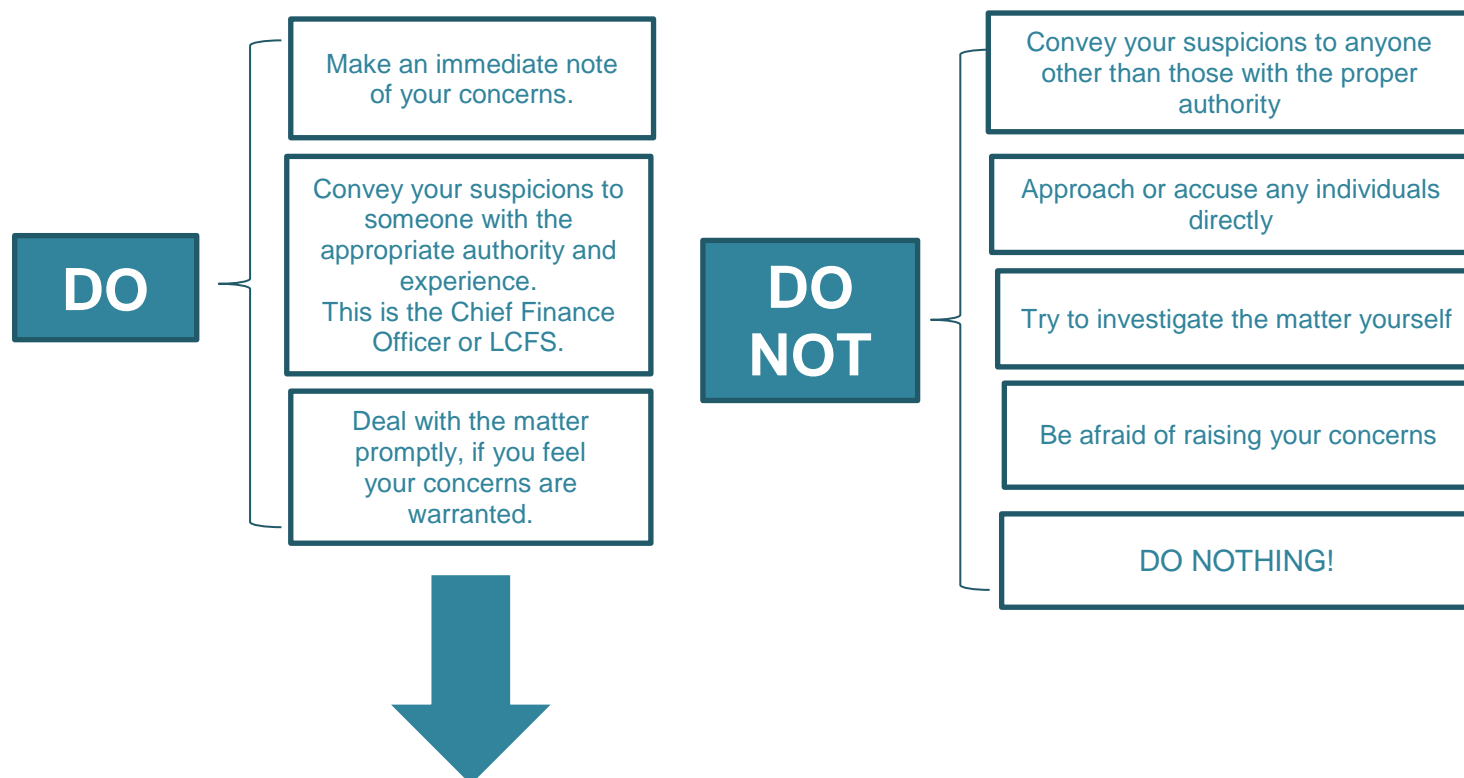 DO
Make an immediate note
of your concerns.
Convey your suspicions to
someone with the
appropriate authority and
experience.
This is the Chief Finance
Officer or LCFS.
Deal with the matter
promptly, if you feel
your concerns are
warranted.
DO
NOT
Convey your suspicions to anyone
other than those with the proper
authority
Approach or accuse any individuals
directly
Try to investigate the matter yourself
Be afraid of raising your concerns
DO NOTHING!